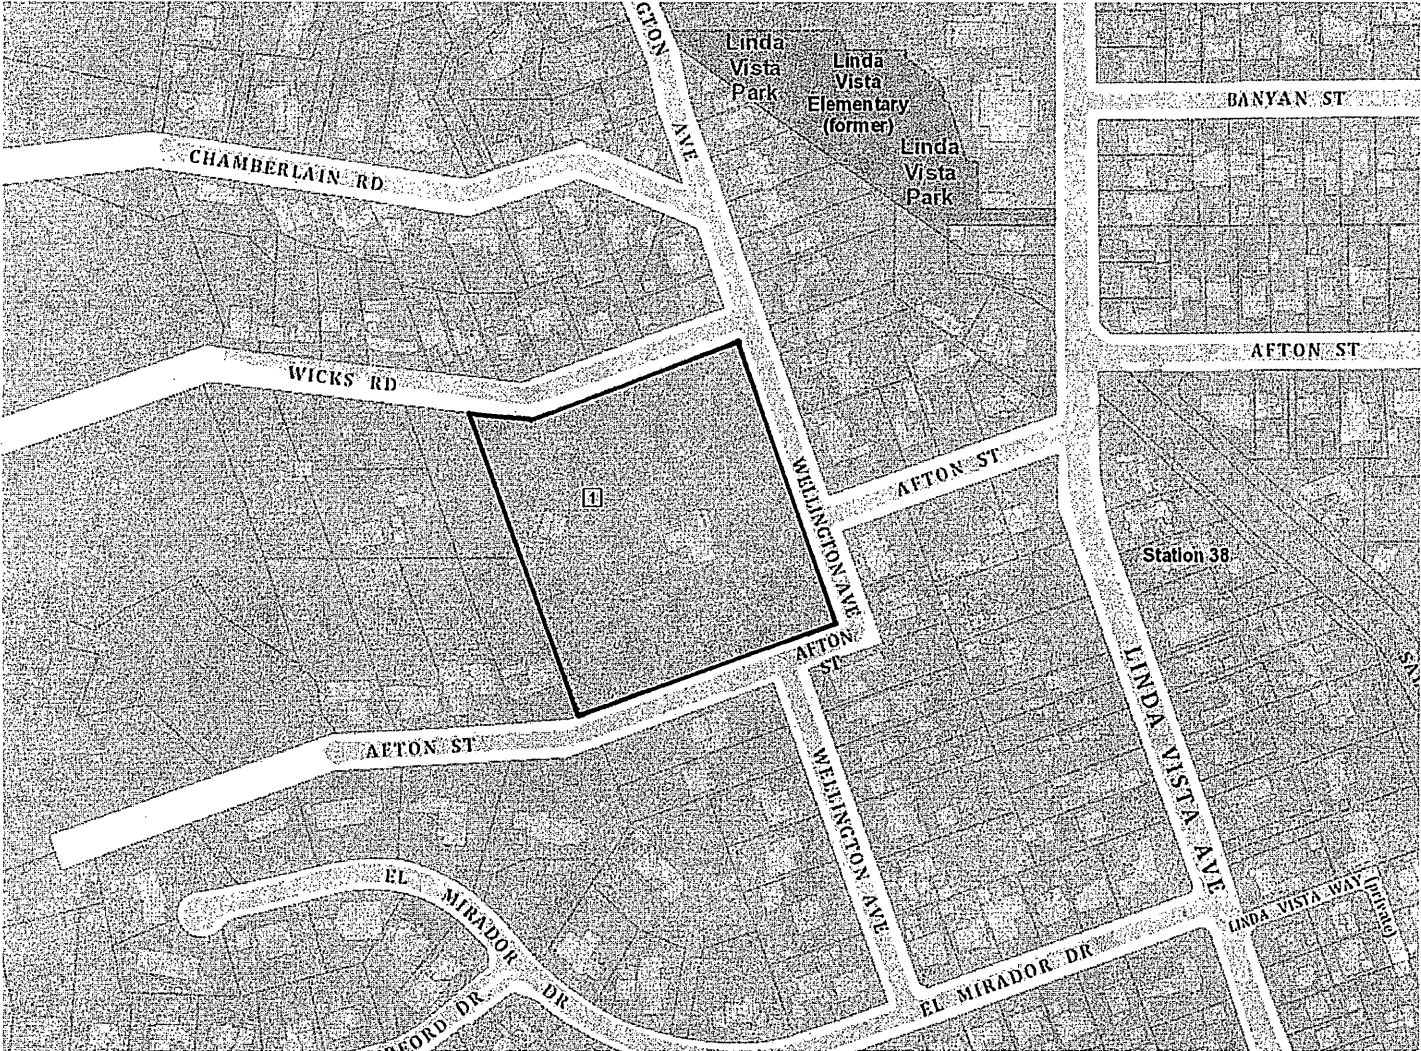 GTON
AVE
Linda
Vista
Park
Linda
Vista
Elementary
(former)
Linda
Vista
Park
BANYAN ST
CHAMBERLAIN RD
AFTON ST
WICKS RD
AFTON ST
WELLINGTON AVE
1
Station 38
AFTON
ST
LINDA VISTA AVE
AFTON ST
WELLINGTON AVE
EL MIRADOR DR
LINDA VISTA WAY (private)
EL MIRADOR DR
FORD DR